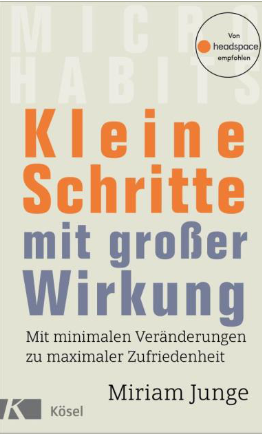 MICRO
HABITS
Von
headspace
empfohlen
Kleine
Schritte
mit großer
Wirkung
Mit minimalen Veränderungen
zu maximaler Zufriedenheit
Miriam Junge
K Kösel